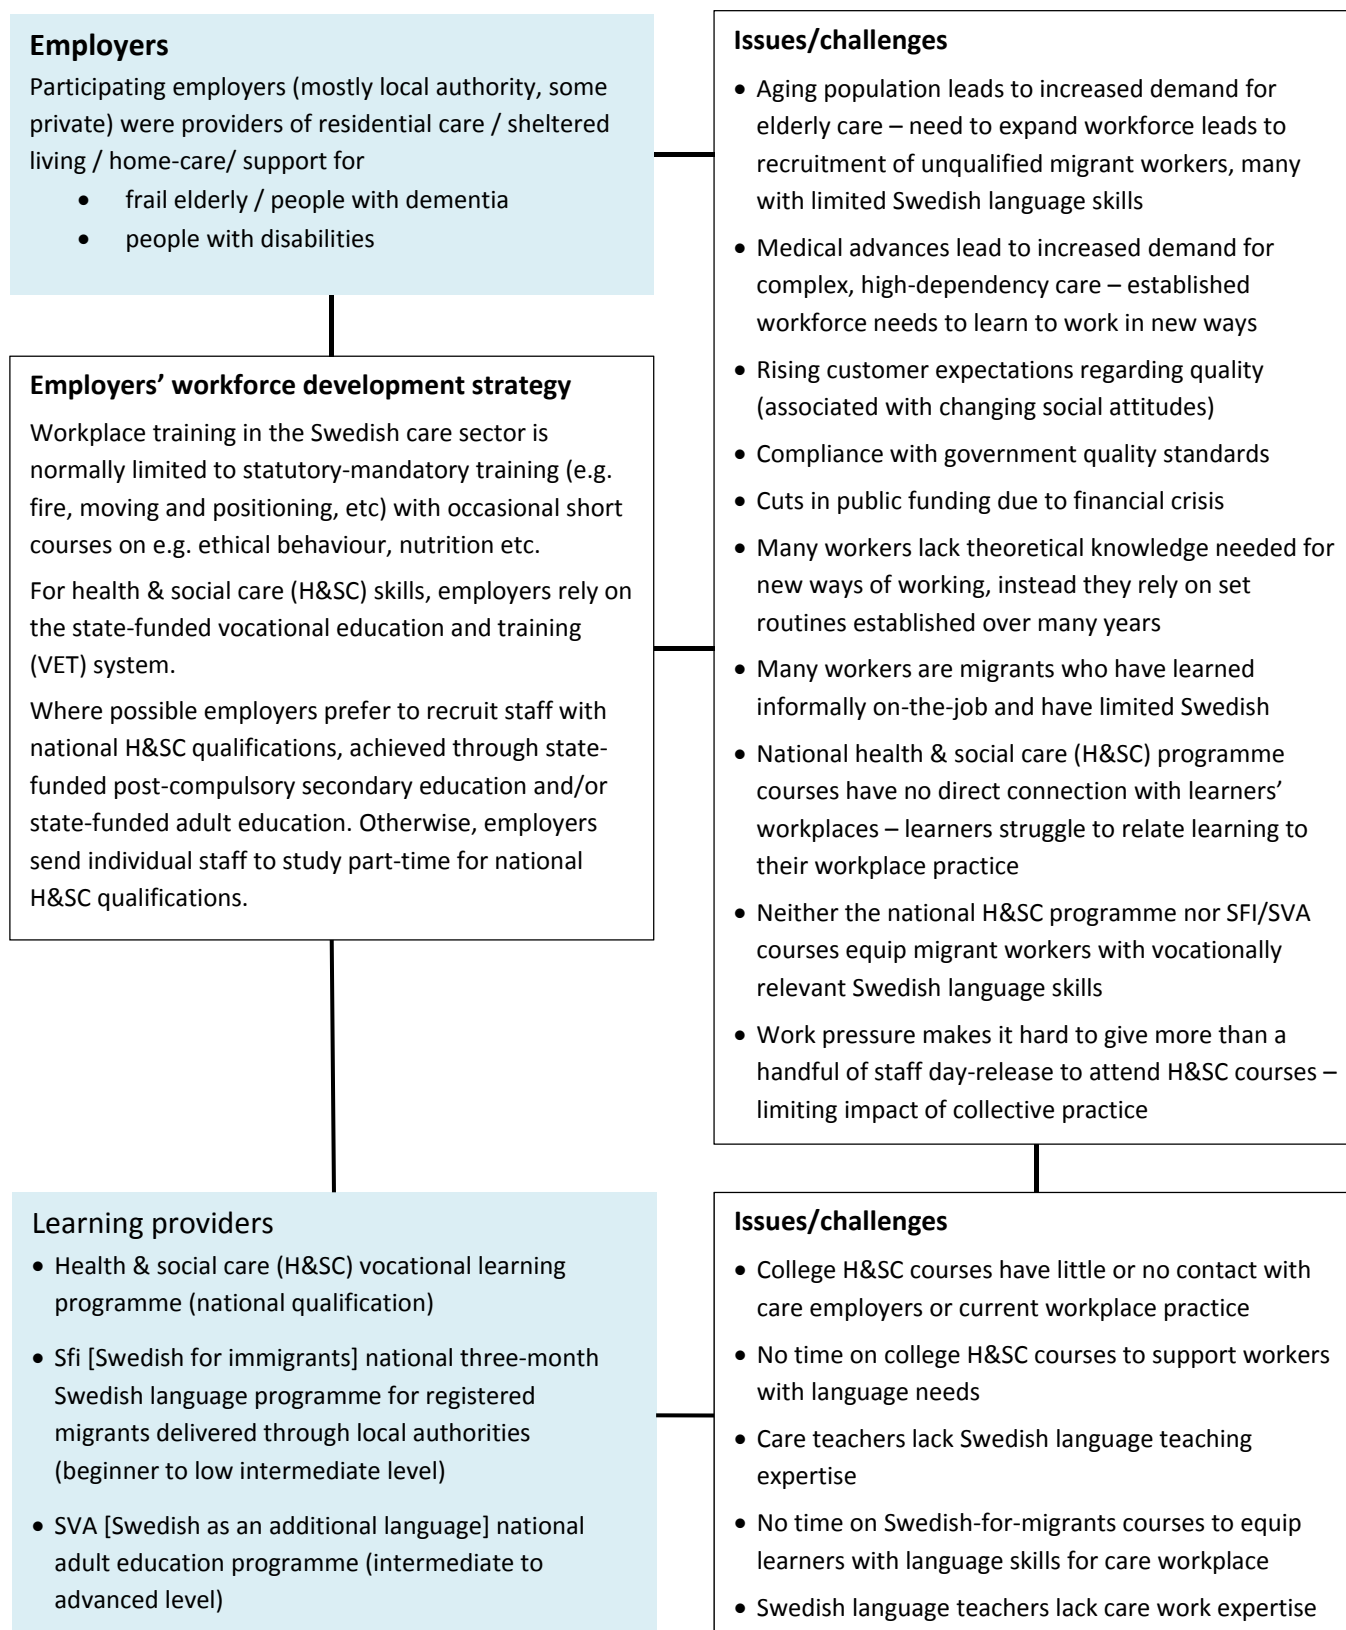 Employers
Participating employers (mostly local authority, some
private) were providers of residential care / sheltered
living / home-care/ support for
• frail elderly / people with dementia
• people with disabilities
Employers’ workforce development strategy
Workplace training in the Swedish care sector is
normally limited to statutory-mandatory training (e.g.
fire, moving and positioning, etc) with occasional short
courses on e.g. ethical behaviour, nutrition etc.
For health & social care (H&SC) skills, employers rely on
the state-funded vocational education and training
(VET) system.
Where possible employers prefer to recruit staff with
national H&SC qualifications, achieved through state-
funded post-compulsory secondary education and/or
state-funded adult education. Otherwise, employers
send individual staff to study part-time for national
H&SC qualifications.
Issues/challenges
• Aging population leads to increased demand for
elderly care – need to expand workforce leads to
recruitment of unqualified migrant workers, many
with limited Swedish language skills
• Medical advances lead to increased demand for
complex, high-dependency care – established
workforce needs to learn to work in new ways
• Rising customer expectations regarding quality
(associated with changing social attitudes)
• Compliance with government quality standards
• Cuts in public funding due to financial crisis
• Many workers lack theoretical knowledge needed for
new ways of working, instead they rely on set
routines established over many years
• Many workers are migrants who have learned
informally on-the-job and have limited Swedish
• National health & social care (H&SC) programme
courses have no direct connection with learners’
workplaces – learners struggle to relate learning to
their workplace practice
• Neither the national H&SC programme nor SFI/SVA
courses equip migrant workers with vocationally
relevant Swedish language skills
• Work pressure makes it hard to give more than a
handful of staff day-release to attend H&SC courses –
limiting impact of collective practice
Learning providers
• Health & social care (H&SC) vocational learning
programme (national qualification)
• Sfi [Swedish for immigrants] national three-month
Swedish language programme for registered
migrants delivered through local authorities
(beginner to low intermediate level)
• SVA [Swedish as an additional language] national
adult education programme (intermediate to
advanced level)
Issues/challenges
• College H&SC courses have little or no contact with
care employers or current workplace practice
• No time on college H&SC courses to support workers
with language needs
• Care teachers lack Swedish language teaching
expertise
• No time on Swedish-for-migrants courses to equip
learners with language skills for care workplace
• Swedish language teachers lack care work expertise